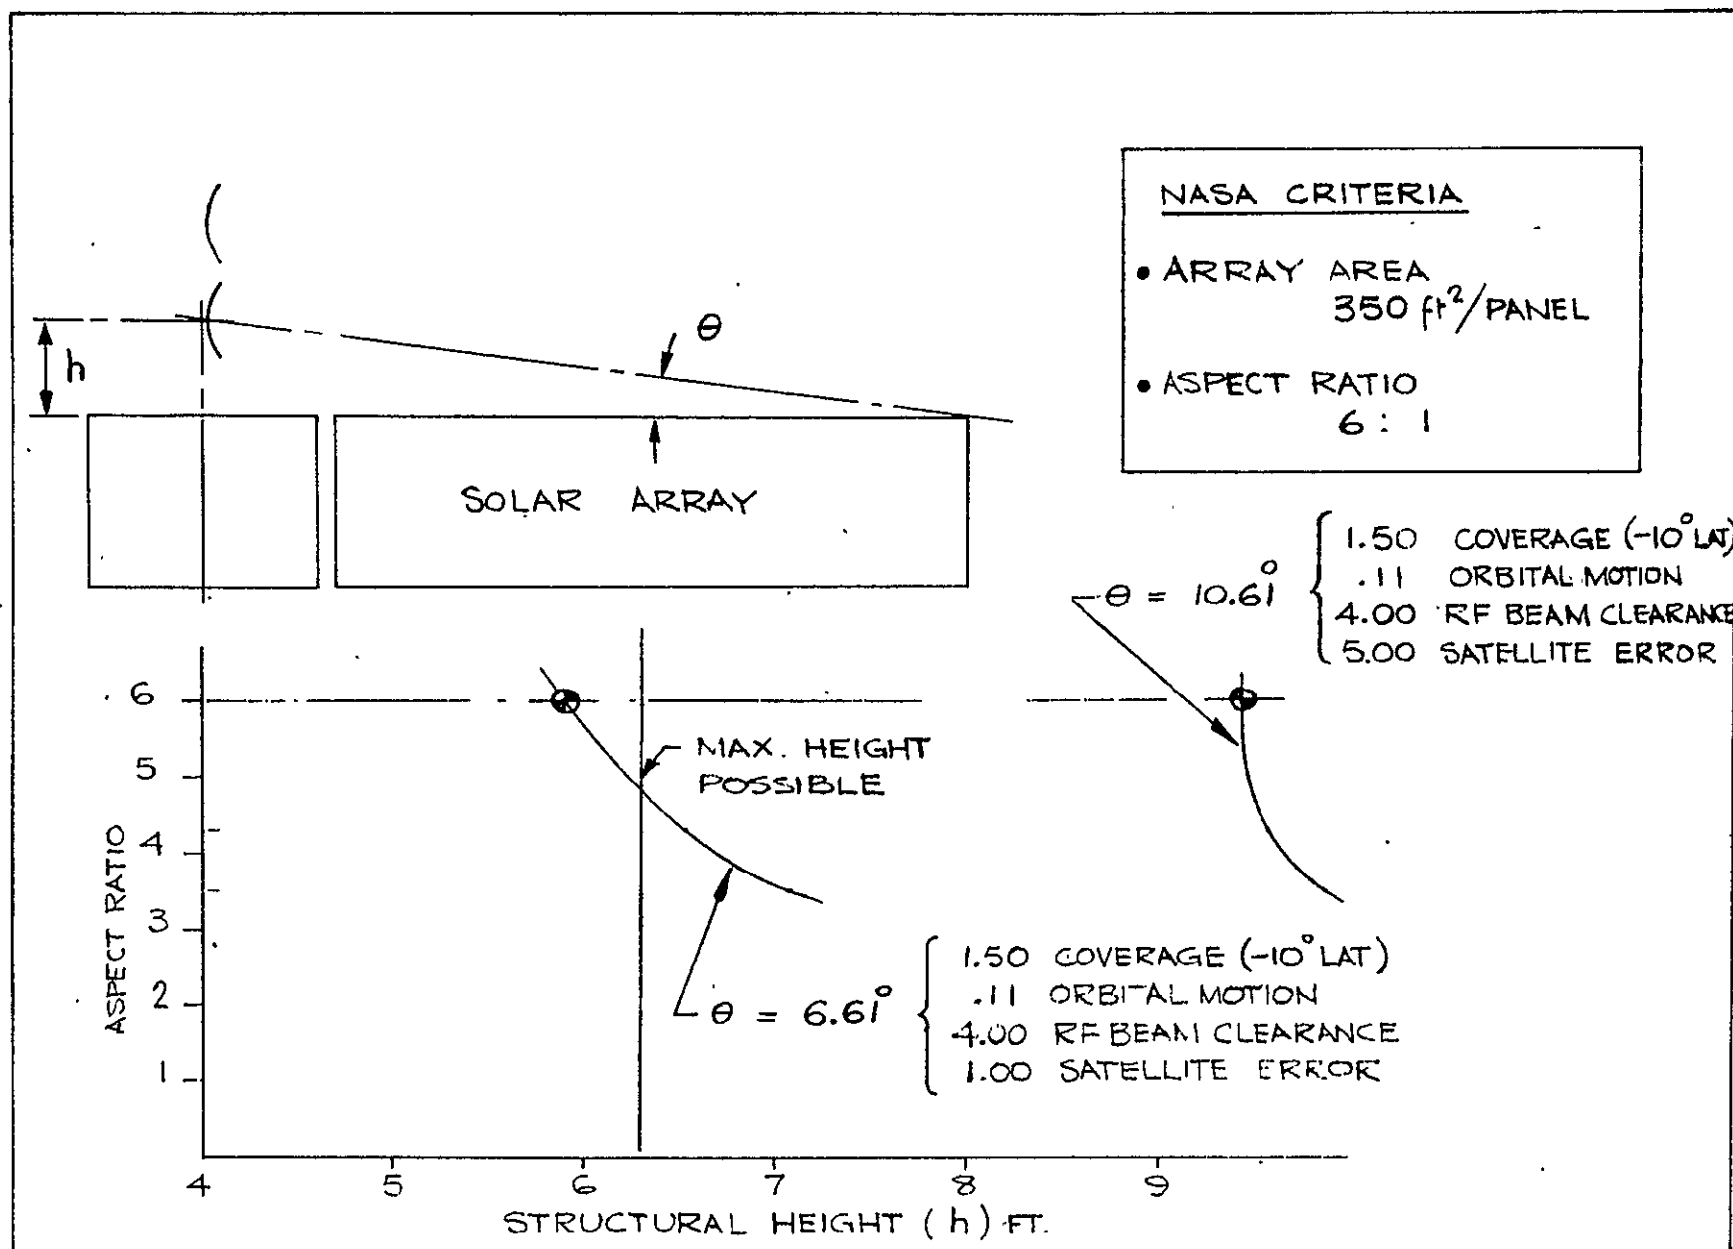 NASA CRITERIA
• ARRAY AREA
350 ft²/PANEL
• ASPECT RATIO
6 : 1
h
θ
SOLAR ARRAY
θ = 10.61°
1.50 COVERAGE (-10° LAT)
.11 ORBITAL MOTION
4.00 RF BEAM CLEARANCE
5.00 SATELLITE ERROR
MAX. HEIGHT
POSSIBLE
θ = 6.61°
1.50 COVERAGE (-10° LAT)
.11 ORBITAL MOTION
4.00 RF BEAM CLEARANCE
1.00 SATELLITE ERROR
ASPECT RATIO
6
5
4
3
2
1
4 5 6 7 8 9
STRUCTURAL HEIGHT (h) FT.